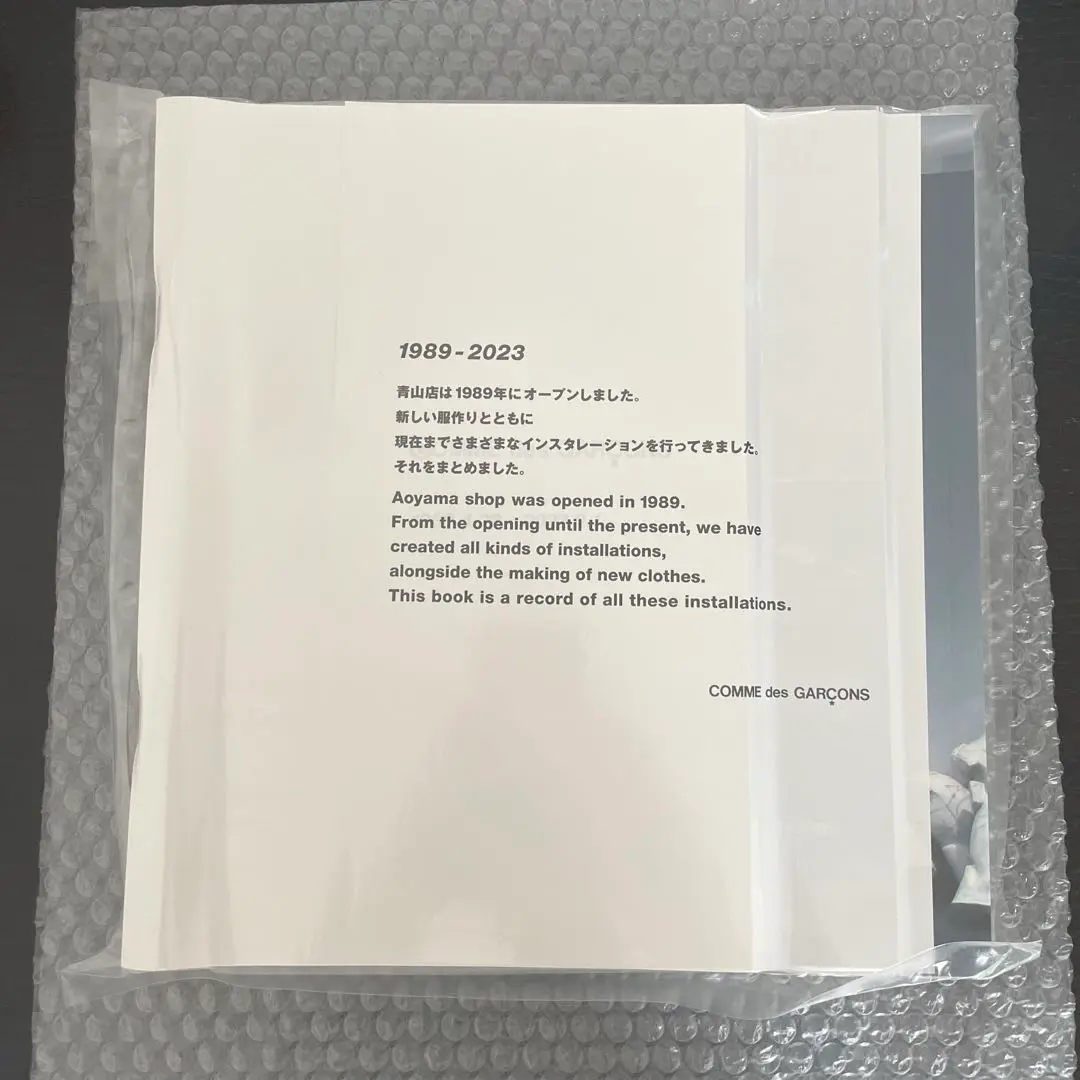 1989-2023
青山店は1989年にオープンしました。
新しい服作りとともに
現在までさまざまなインスタレーションを行ってきました。
それをまとめました。
Aoyama shop was opened in 1989.
From the opening until the present, we have
created all kinds of installations,
alongside the making of new clothes.
This book is a record of all these installations.
COMME des GARÇONS